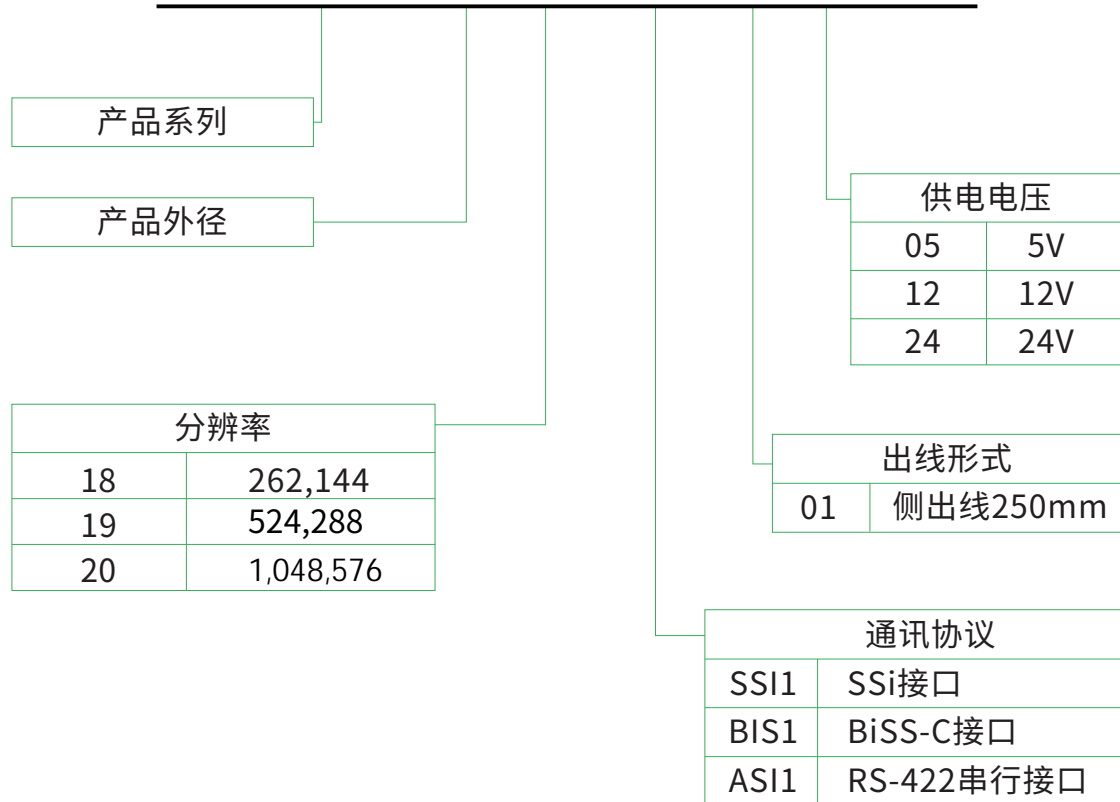 产品系列
产品外径
供电电压
05 5V
12 12V
24 24V
分辨率
18 262,144
19 524,288
20 1,048,576
出线形式
01 侧出线250mm
通讯协议
SSI1 SSi接口
BIS1 BiSS-C接口
ASI1 RS-422串行接口